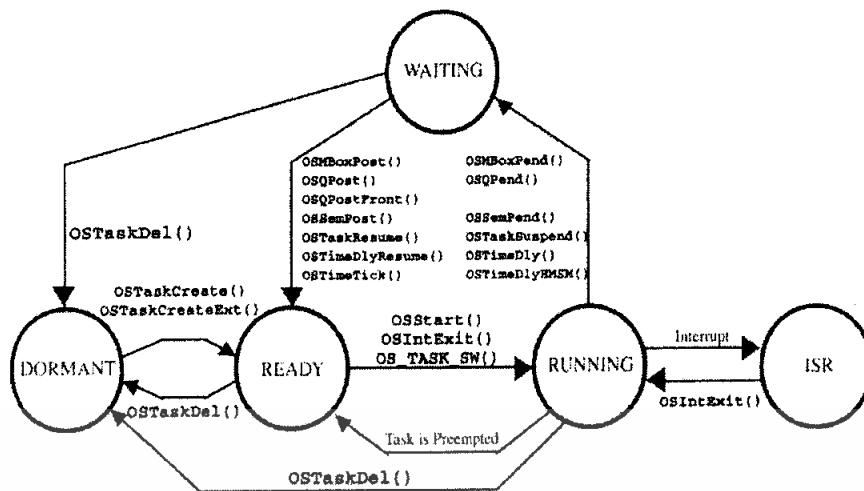 WAITING
OSMBoxPost()
OSQPost()
OSQPostFront()
OSSemPost()
OSTaskResume()
OSTimeDlyResume()
OSTimeTick()
OSMBoxPend()
OSQPend()
OSSemPend()
OSTaskSuspend()
OSTimeDly()
OSTimeDlyHMSM()
OSTaskDel()
OSTaskCreate()
OSTaskCreateExt()
OSStart()
OSIntExit()
OS_TASK_SW()
Interrupt
DORMANT
READY
RUNNING
ISR
OSTaskDel()
OSIntExit()
Task is Preempted
OSTaskDel()